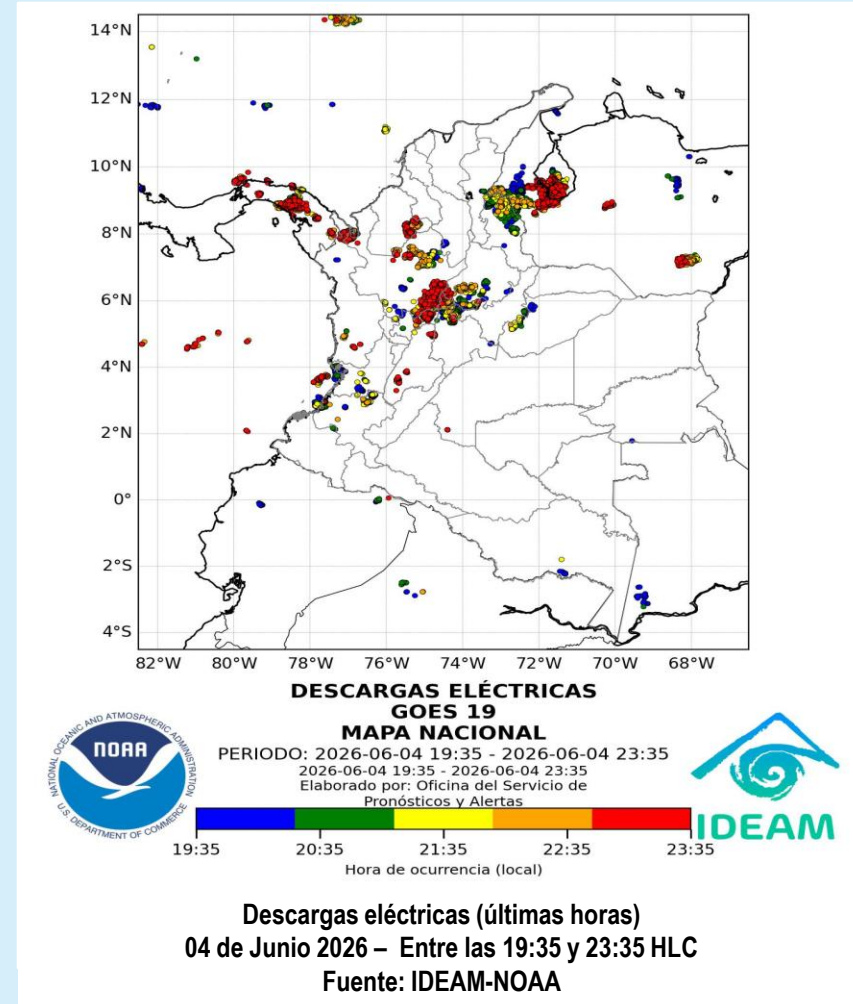 14°N
12°N
10°N
8°N
6°N
4°N
2°N
0°
2°S
4°S
82°W 80°W 78°W 76°W 74°W 72°W 70°W 68°W
DESCARGAS ELÉCTRICAS
GOES 19
MAPA NACIONAL
PERIODO: 2026-06-04 19:35 - 2026-06-04 23:35
2026-06-04 19:35 - 2026-06-04 23:35
Elaborado por: Oficina del Servicio de
Pronósticos y Alertas
NATIONAL OCEANIC AND ATMOSPHERIC ADMINISTRATION
NOAA
U.S. DEPARTMENT OF COMMERCE
IDEAM
19:35 20:35 21:35 22:35 23:35
Hora de ocurrencia (local)
Descargas eléctricas (últimas horas)
04 de Junio 2026 – Entre las 19:35 y 23:35 HLC
Fuente: IDEAM-NOAA